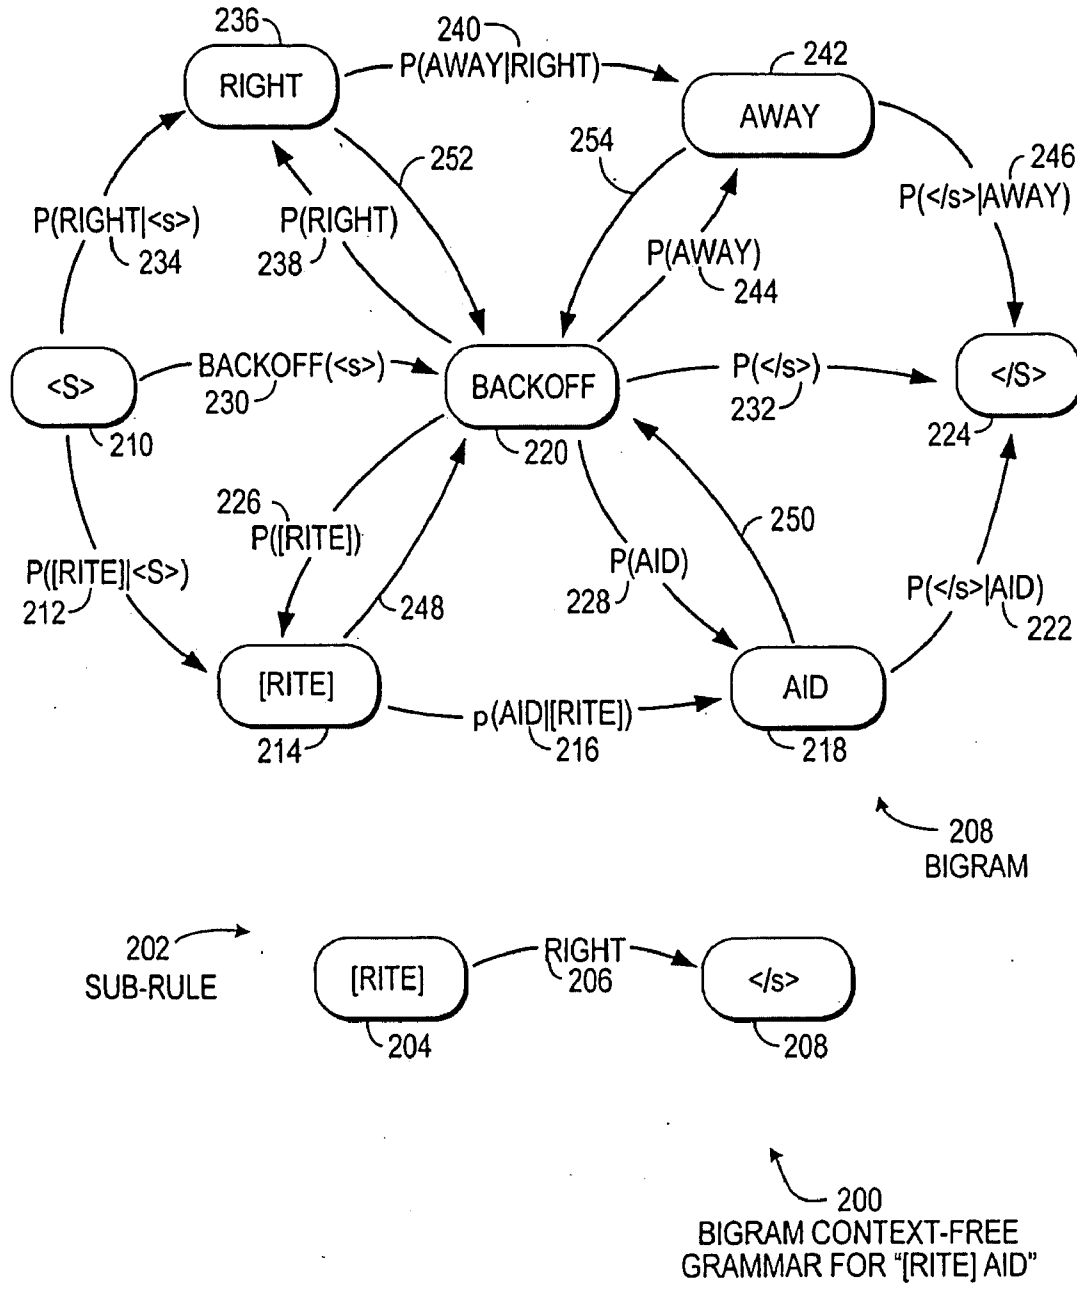 236
240
RIGHT
P(AWAY|RIGHT)
242
AWAY
252
254
246
P(RIGHT|<s>)
234
P(RIGHT)
238
P(AWAY)
244
P(</s>|AWAY)
<S>
210
BACKOFF(<s>)
230
BACKOFF
220
P(</s>)
232
</S>
224
226
P([RITE])
248
P(AID)
228
250
P([RITE]|<S>)
212
P(</s>|AID)
222
[RITE]
214
p(AID|[RITE])
216
AID
218
208
BIGRAM
202
SUB-RULE
[RITE]
204
RIGHT
206
</s>
208
200
BIGRAM CONTEXT-FREE
GRAMMAR FOR "[RITE] AID"